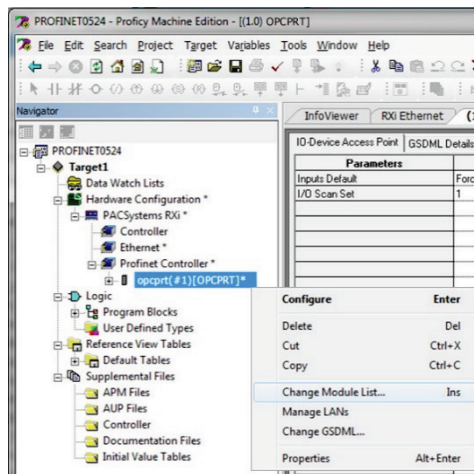 PROFINET0524 - Proficy Machine Edition - [(1.0) OPCPRT]
File Edit Search Project Target Variables Tools Window Help
Navigator
InfoViewer RXi Ethernet (1
IO-Device Access Point GSDML Details
Parameters
Inputs Default Forc
I/O Scan Set 1
PROFINET0524
Target1
Data Watch Lists
Hardware Configuration *
PACSystems RXi *
Controller
Ethernet *
Profinet Controller *
opcprt(#1)[OPCPRT]*
Logic
Program Blocks
User Defined Types
Reference View Tables
Default Tables
Supplemental Files
APM Files
AUP Files
Controller
Documentation Files
Initial Value Tables
Configure Enter
Delete Del
Cut Ctrl+X
Copy Ctrl+C
Change Module List... Ins
Manage LANs
Change GSDML...
Properties Alt+Enter